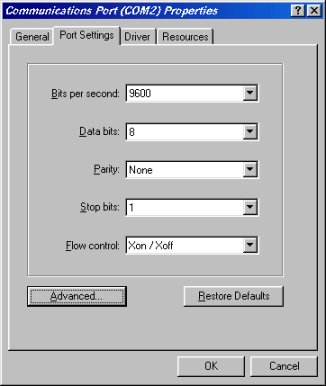 Communications Port (COM2) Properties
General Port Settings Driver Resources
Bits per second: 9600
Data bits: 8
Parity: None
Stop bits: 1
Flow control: Xon / Xoff
Advanced... Restore Defaults
OK Cancel